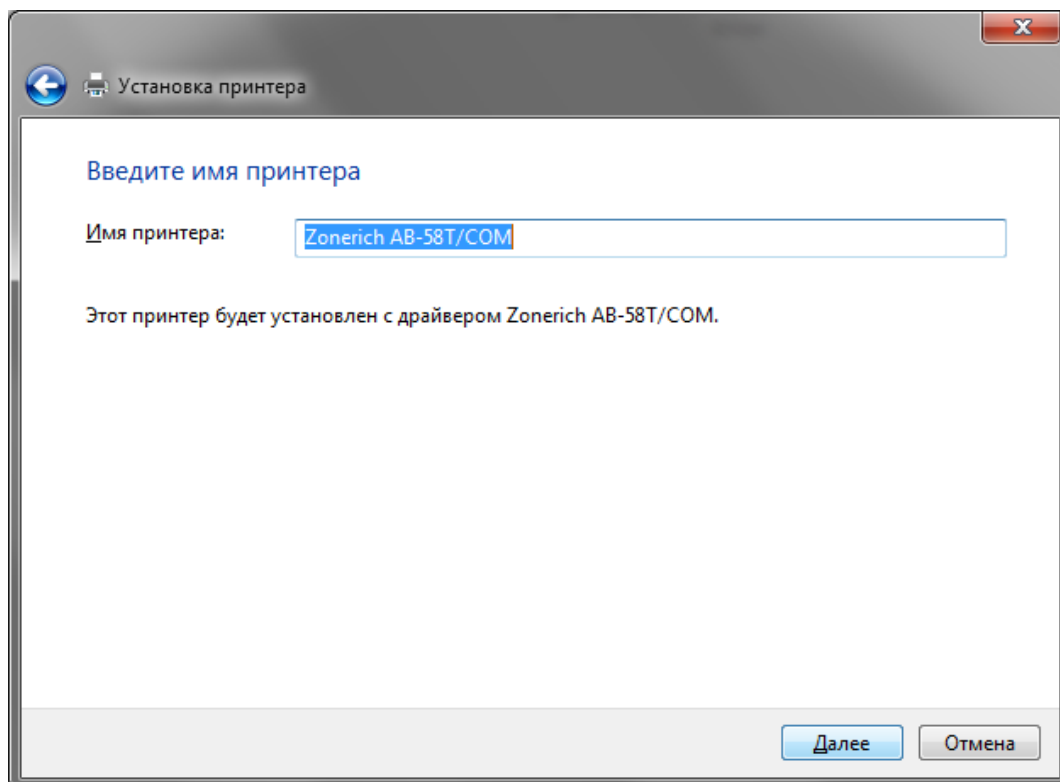 Установка принтера
Введите имя принтера
Имя принтера: Zonerich AB-58T/COM
Этот принтер будет установлен с драйвером Zonerich AB-58T/COM.
Далее Отмена